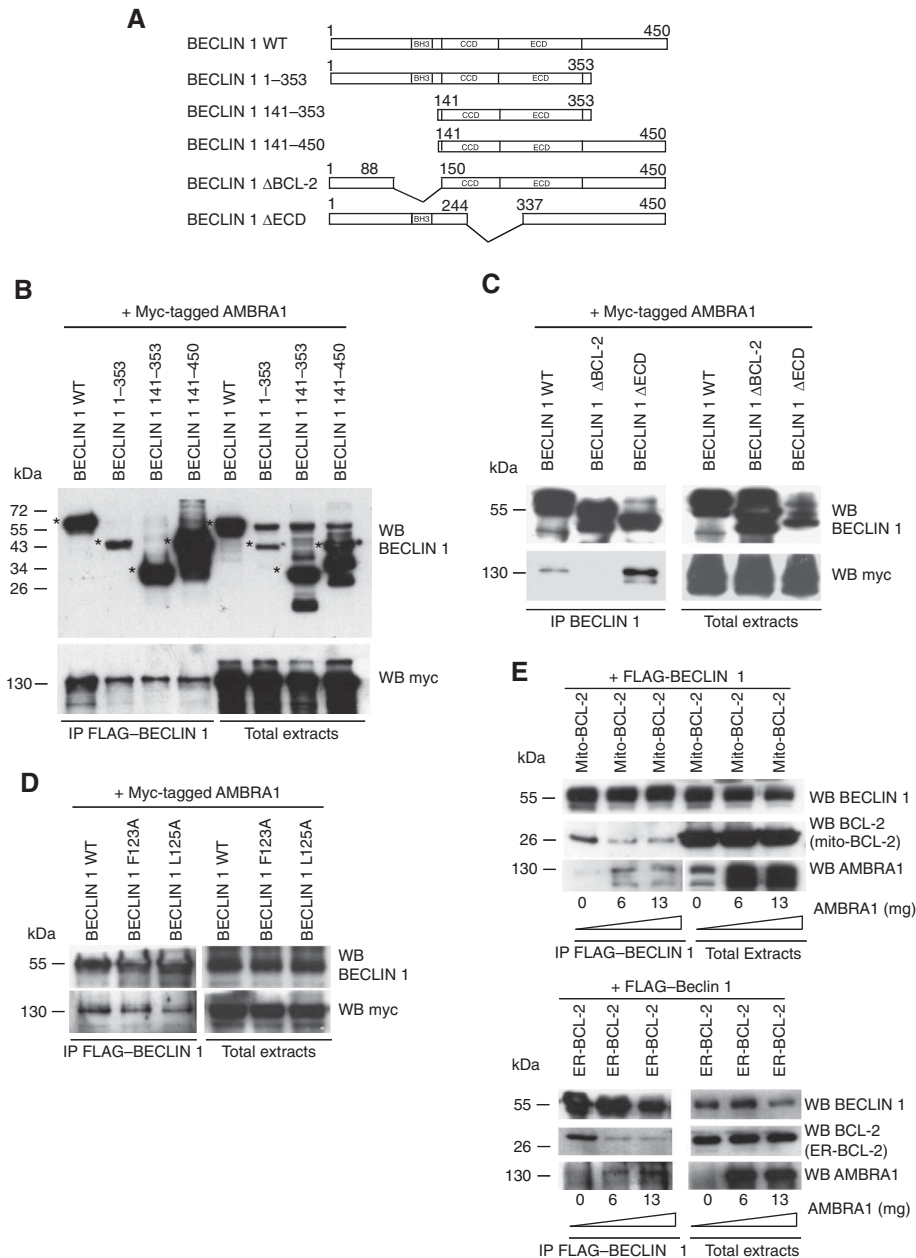 A
BECLIN 1 WT
1
450
BH3
CCD
ECD
BECLIN 1 1–353
1
353
BH3
CCD
ECD
BECLIN 1 141–353
141
353
CCD
ECD
BECLIN 1 141–450
141
450
CCD
ECD
BECLIN 1 ΔBCL-2
1
88
150
450
CCD
ECD
BECLIN 1 ΔECD
1
244
337
450
BH3
B
+ Myc-tagged AMBRA1
BECLIN 1 WT
BECLIN 1 1–353
BECLIN 1 141–353
BECLIN 1 141–450
BECLIN 1 WT
BECLIN 1 1–353
BECLIN 1 141–353
BECLIN 1 141–450
kDa
72
55
43
34
26
* * * * * * * *
WB
BECLIN 1
130
WB myc
IP FLAG–BECLIN 1
Total extracts
C
+ Myc-tagged AMBRA1
BECLIN 1 WT
BECLIN 1 ΔBCL-2
BECLIN 1 ΔECD
BECLIN 1 WT
BECLIN 1 ΔBCL-2
BECLIN 1 ΔECD
kDa
55
WB
BECLIN 1
130
WB myc
IP BECLIN 1
Total extracts
D
+ Myc-tagged AMBRA1
BECLIN 1 WT
BECLIN 1 F123A
BECLIN 1 L125A
BECLIN 1 WT
BECLIN 1 F123A
BECLIN 1 L125A
kDa
55
WB
BECLIN 1
130
WB myc
IP FLAG–BECLIN 1
Total extracts
E
+ FLAG-BECLIN 1
Mito-BCL-2
Mito-BCL-2
Mito-BCL-2
Mito-BCL-2
Mito-BCL-2
Mito-BCL-2
kDa
55
WB BECLIN 1
26
WB BCL-2
(mito-BCL-2)
130
WB AMBRA1
0 6 13 0 6 13
AMBRA1 (mg)
IP FLAG–BECLIN 1
Total Extracts
+ FLAG–Beclin 1
ER-BCL-2
ER-BCL-2
ER-BCL-2
ER-BCL-2
ER-BCL-2
ER-BCL-2
kDa
55
WB BECLIN 1
26
WB BCL-2
(ER-BCL-2)
130
WB AMBRA1
0 6 13 0 6 13
AMBRA1 (mg)
IP FLAG–BECLIN 1
Total extracts